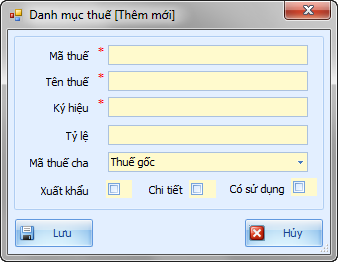 Danh mục thuế [Thêm mới]
Mã thuế *
Tên thuế *
Ký hiệu *
Tỷ lệ
Mã thuế cha Thuế gốc
Xuất khẩu Chi tiết Có sử dụng
Lưu Hủy